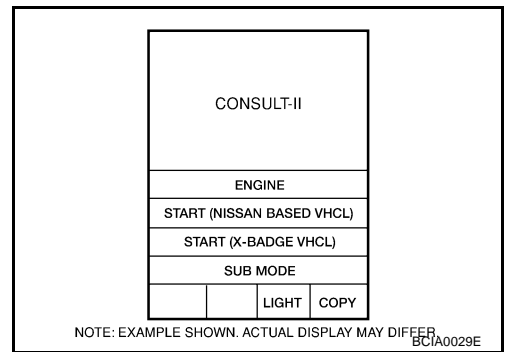 CONSULT-II
ENGINE
START (NISSAN BASED VHCL)
START (X-BADGE VHCL)
SUB MODE
LIGHT COPY
NOTE: EXAMPLE SHOWN. ACTUAL DISPLAY MAY DIFFER.
BCIA0029E